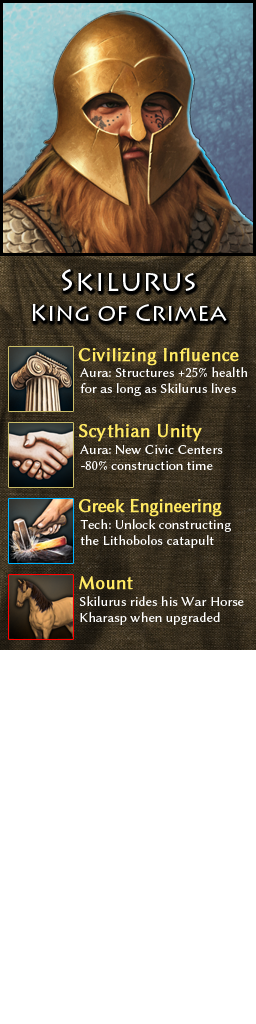 Skilurus
King of Crimea
Civilizing Influence
Aura: Structures +25% health
for as long as Skilurus lives
Scythian Unity
Aura: New Civic Centers
-80% construction time
Greek Engineering
Tech: Unlock constructing
the Lithobolos catapult
Mount
Skilurus rides his War Horse
Kharasp when upgraded